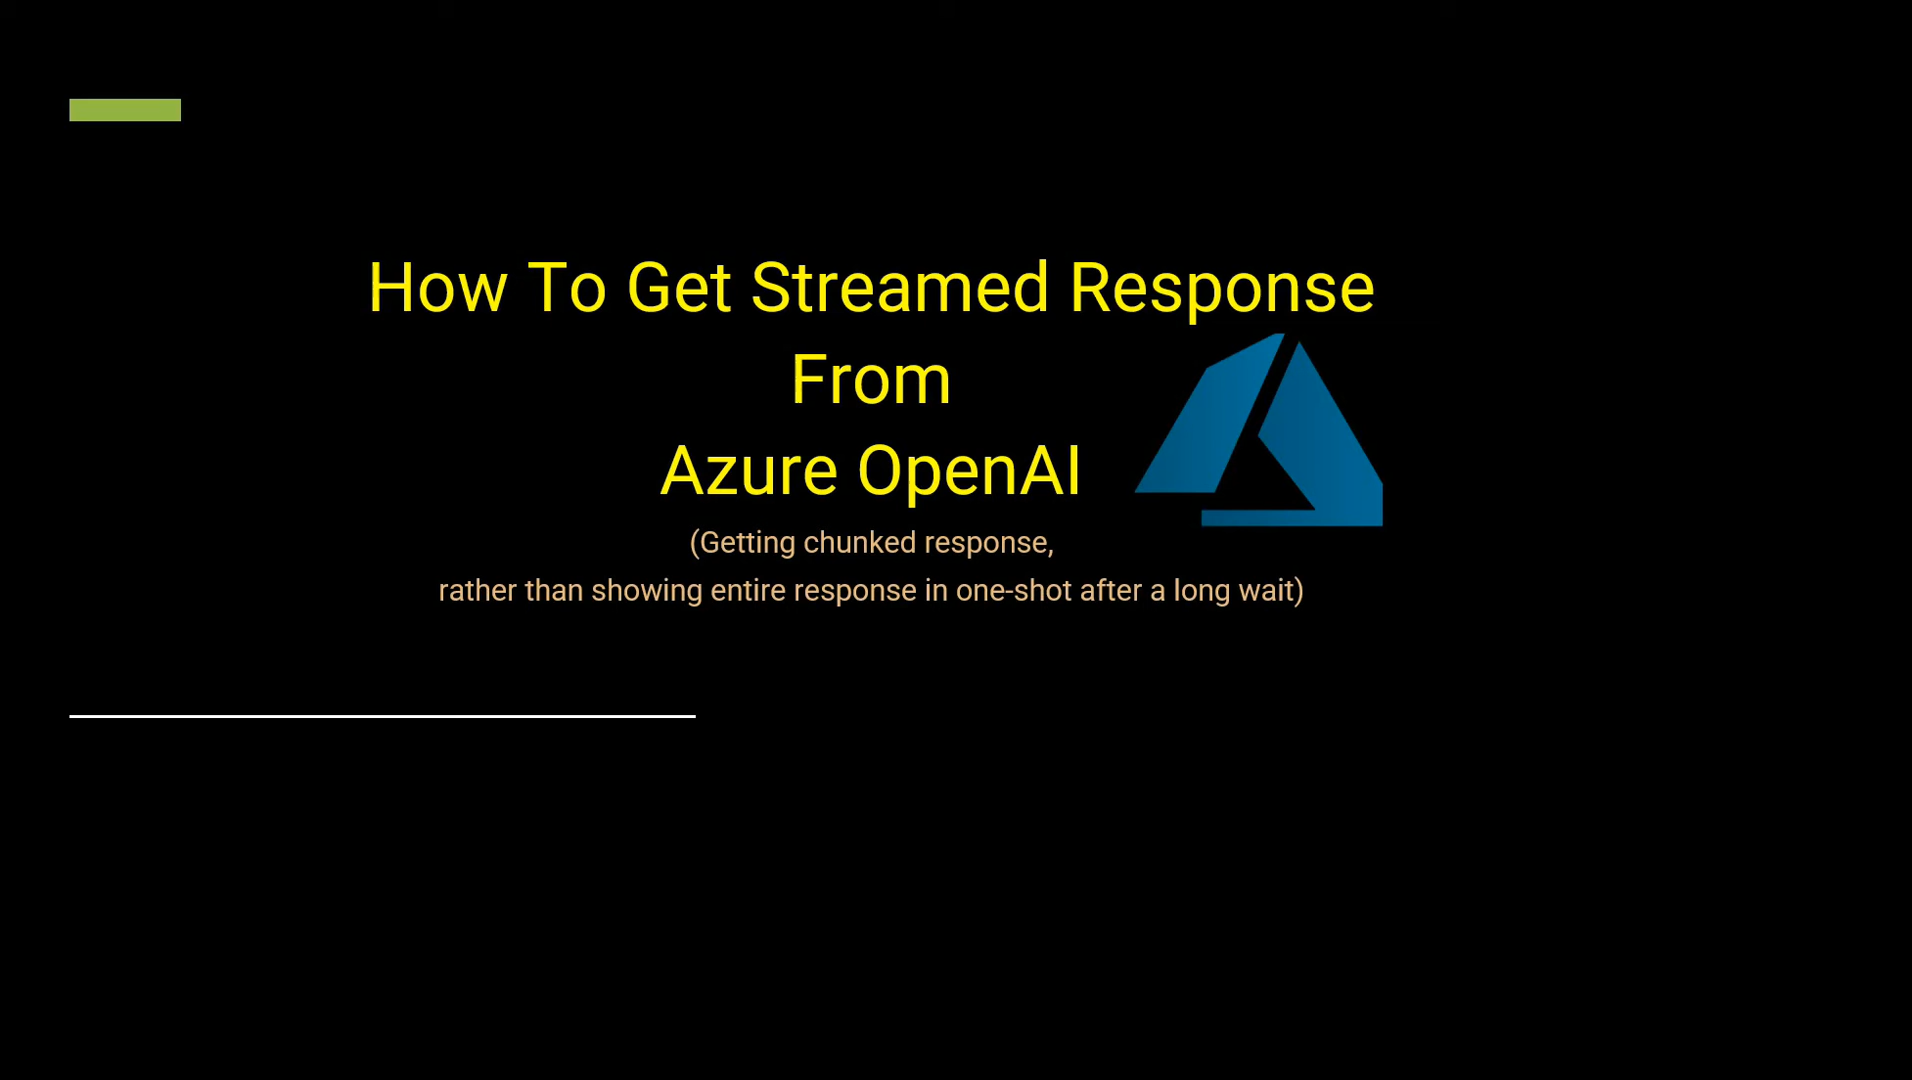 How To Get Streamed Response
From
Azure OpenAI
(Getting chunked response,
rather than showing entire response in one-shot after a long wait)